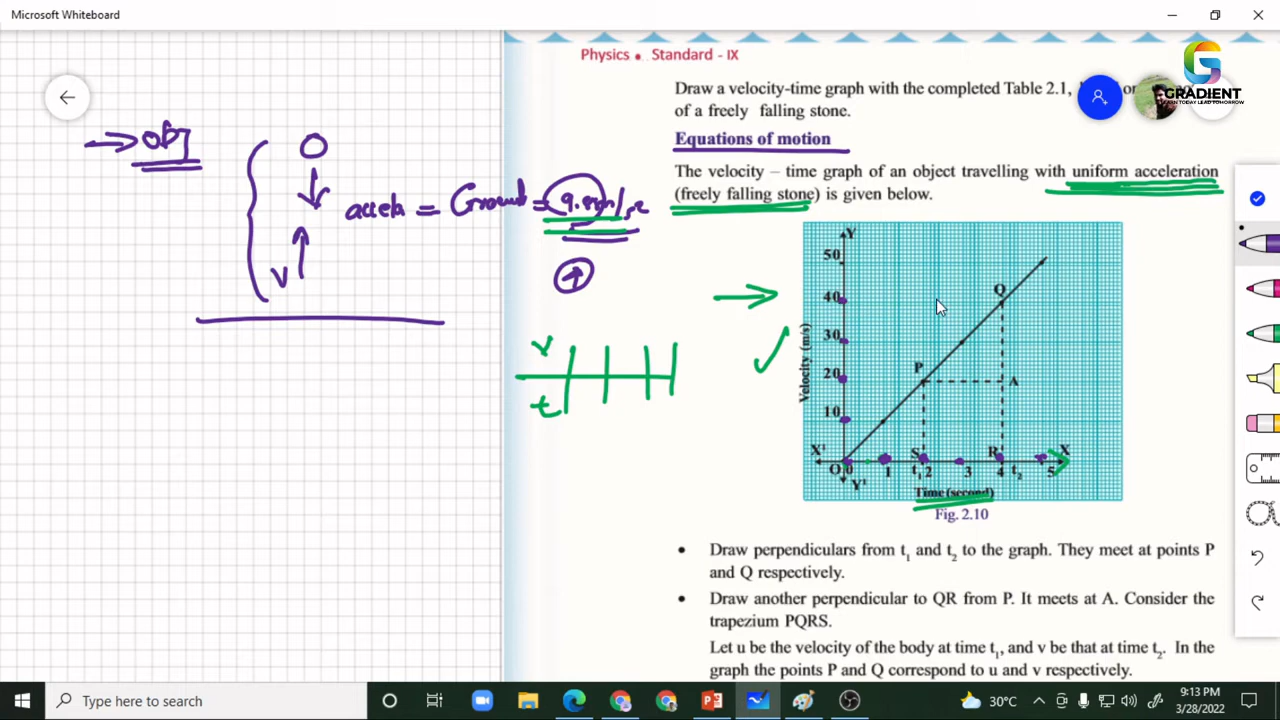 Microsoft Whiteboard
GRADIENT
LEARN TODAY LEAD TOMORROW
Physics • Standard - IX
Draw a velocity-time graph with the completed Table 2.1,
of a freely falling stone.
Equations of motion
The velocity – time graph of an object travelling with uniform acceleration
(freely falling stone) is given below.
→ obj
O
V
=
= 9.8m/s²
v
t
Y
50
40
30
20
10
Velocity (m/s)
Q
P
A
X'
O 0
Y'
S
R
X
1
t₁ 2
3
4 t₂
5
Time (second)
Fig. 2.10
• Draw perpendiculars from t₁ and t₂ to the graph. They meet at points P
and Q respectively.
• Draw another perpendicular to QR from P. It meets at A. Consider the
trapezium PQRS.
Let u be the velocity of the body at time t₁, and v be that at time t₂. In the
graph the points P and Q correspond to u and v respectively.
Type here to search
30°C
9:13 PM
3/28/2022